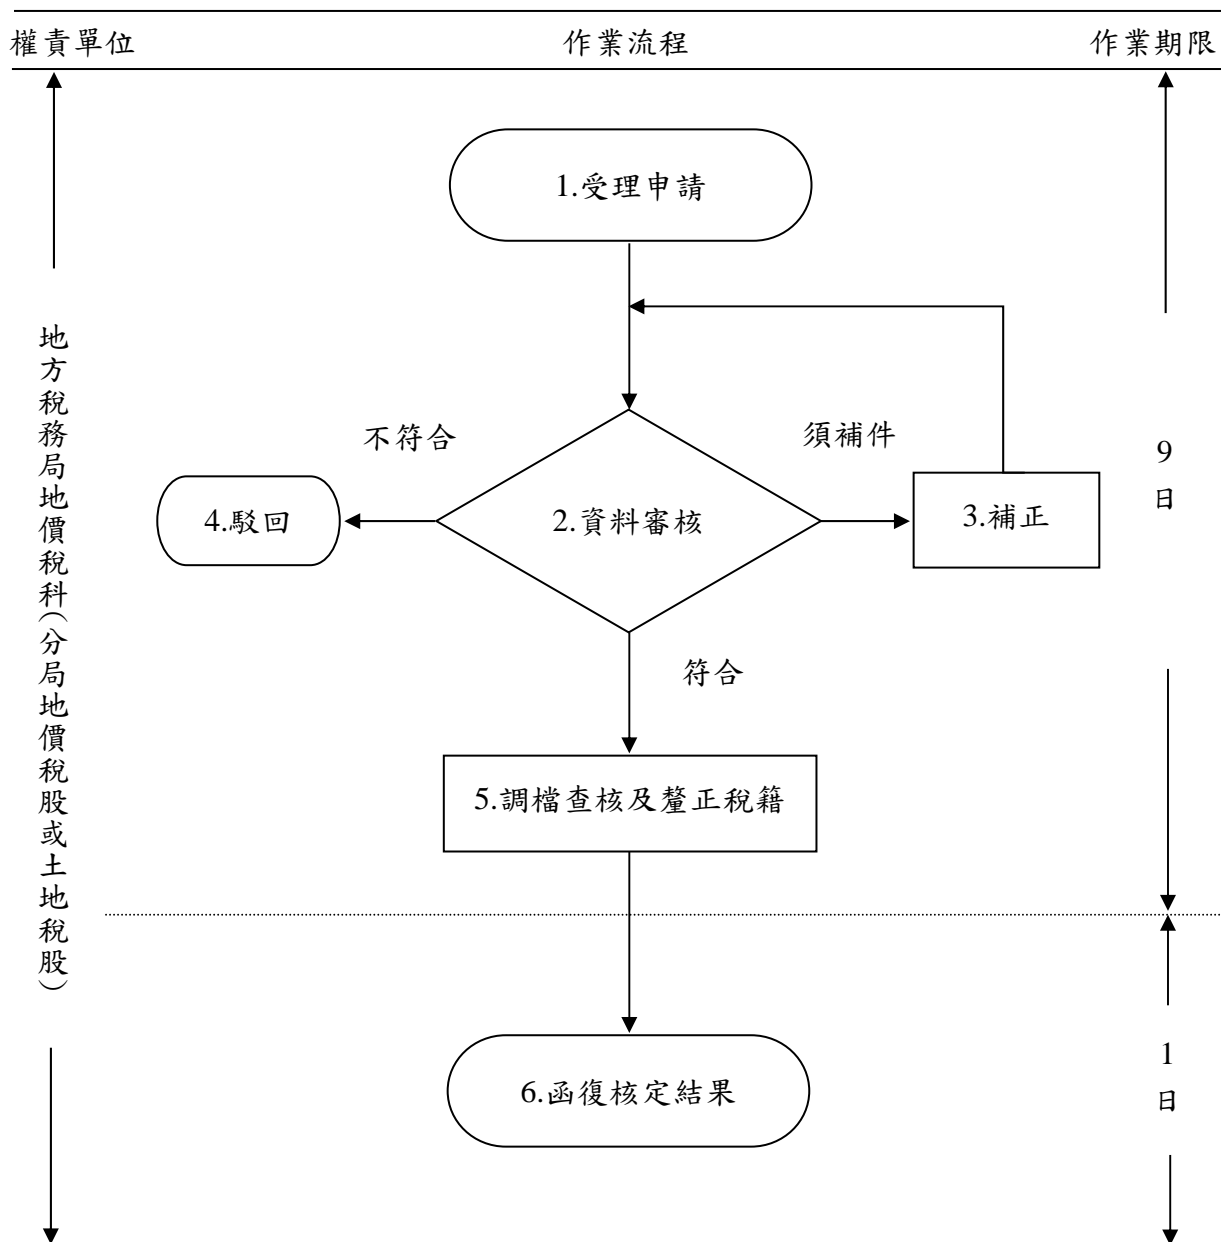 權責單位 作業流程 作業期限
1.受理申請
不符合
須補件
4.駁回
2.資料審核
3.補正
符合
5.調檔查核及釐正稅籍
6.函復核定結果
地方稅務局地價稅科(分局地價稅股或土地稅股)
9
日
1
日